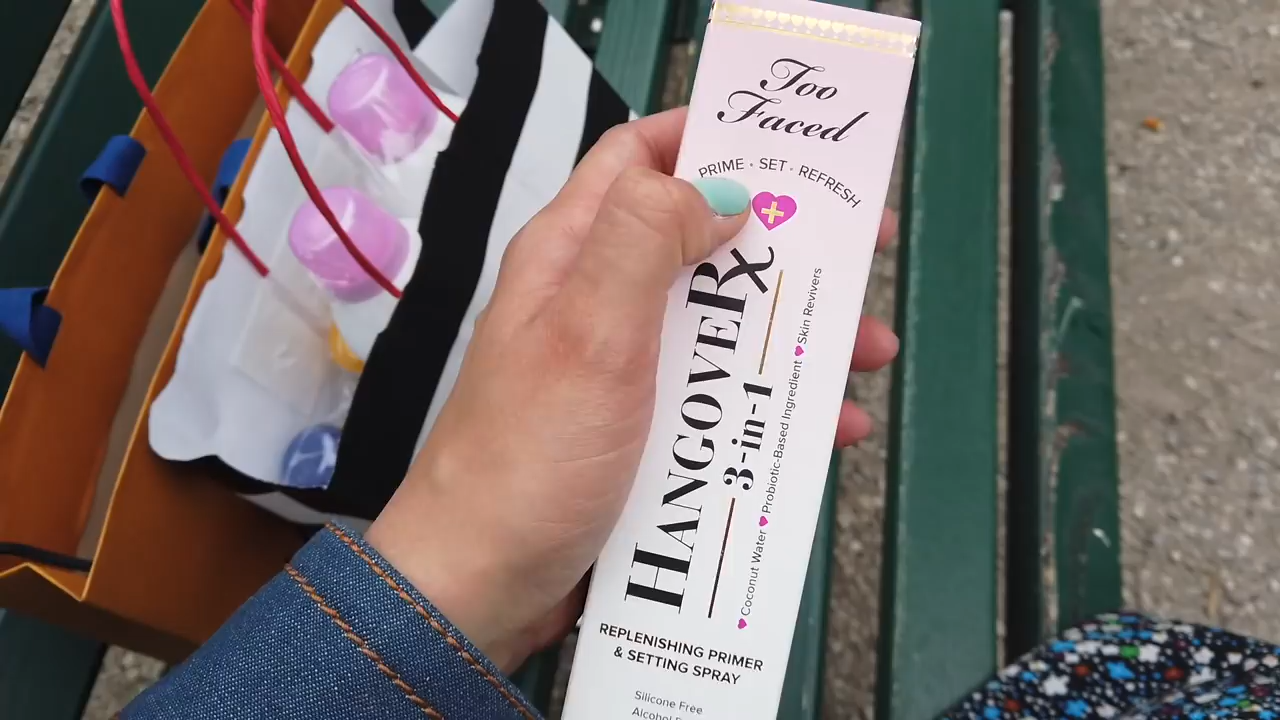 Too
Faced
PRIME · SET · REFRESH
HANGOVER X
3-in-1
Coconut Water Probiotic-Based Ingredient Skin Revivers
REPLENISHING PRIMER
& SETTING SPRAY
Silicone Free
Alcohol